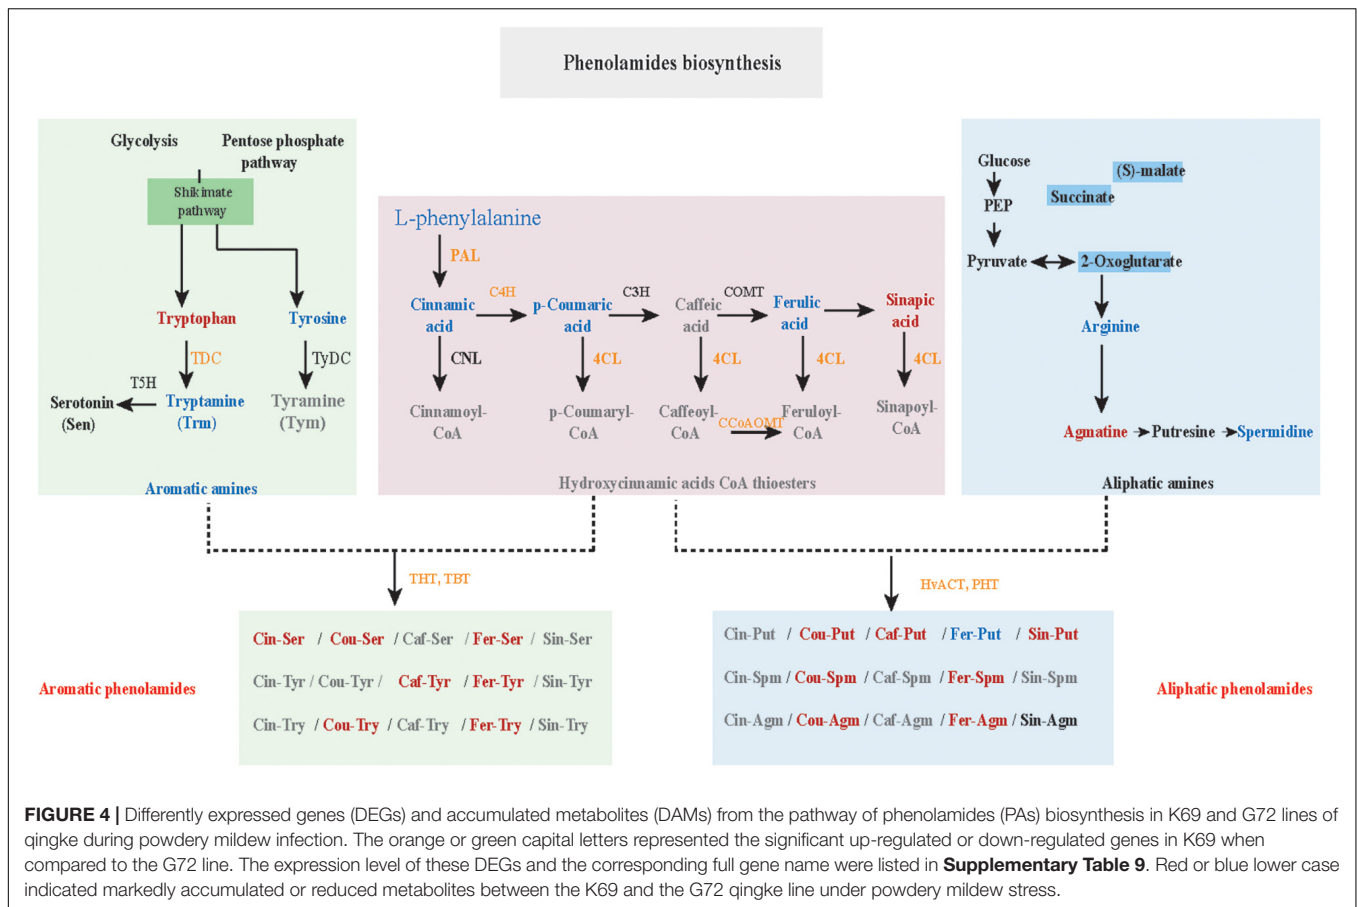 Phenolamides biosynthesis
Glycolysis
Pentose phosphate
pathway
Shikimate
pathway
Tryptophan
Tyrosine
TDC
TyDC
T5H
Serotonin
(Sen)
Tryptamine
(Trm)
Tyramine
(Tym)
Aromatic amines
L-phenylalanine
PAL
Cinnamic
acid
C4H
p-Coumaric
acid
C3H
Caffeic
acid
COMT
Ferulic
acid
Sinapic
acid
CNL
4CL
4CL
4CL
4CL
Cinnamoyl-
CoA
p-Coumaryl-
CoA
Caffeoyl-
CoA
CCoAOMT
Feruloyl-
CoA
Sinapoyl-
CoA
Hydroxycinnamic acids CoA thioesters
Glucose
(S)-malate
Succinate
PEP
Pyruvate
2-Oxoglutarate
Arginine
Agmatine
Putresine
Spermidine
Aliphatic amines
THT, TBT
HvACT, PHT
Aromatic phenolamides
Cin-Ser / Cou-Ser / Caf-Ser / Fer-Ser / Sin-Ser
Cin-Tyr / Cou-Tyr / Caf-Tyr / Fer-Tyr / Sin-Tyr
Cin-Try / Cou-Try / Caf-Try / Fer-Try / Sin-Try
Cin-Put / Cou-Put / Caf-Put / Fer-Put / Sin-Put
Cin-Spm / Cou-Spm / Caf-Spm / Fer-Spm / Sin-Spm
Cin-Agm / Cou-Agm / Caf-Agm / Fer-Agm / Sin-Agm
Aliphatic phenolamides
FIGURE 4 | Differently expressed genes (DEGs) and accumulated metabolites (DAMs) from the pathway of phenolamides (PAs) biosynthesis in K69 and G72 lines of
qingke during powdery mildew infection. The orange or green capital letters represented the significant up-regulated or down-regulated genes in K69 when
compared to the G72 line. The expression level of these DEGs and the corresponding full gene name were listed in Supplementary Table 9. Red or blue lower case
indicated markedly accumulated or reduced metabolites between the K69 and the G72 qingke line under powdery mildew stress.